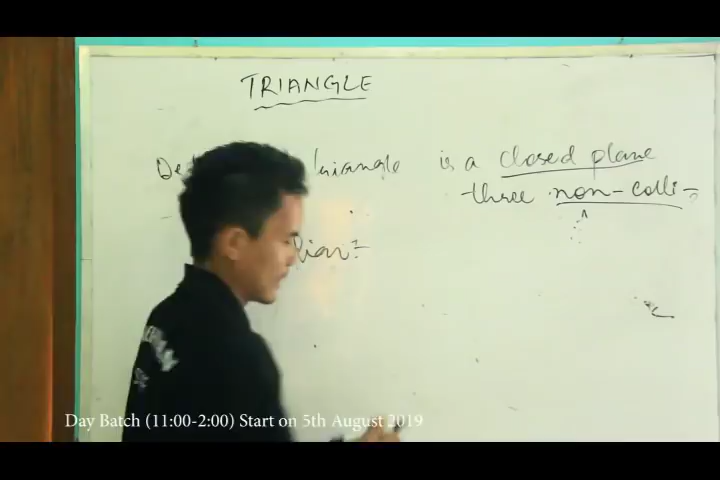 TRIANGLE
De triangle is a closed plane
three non-colli-
Day Batch (11:00-2:00) Start on 5th August 2019